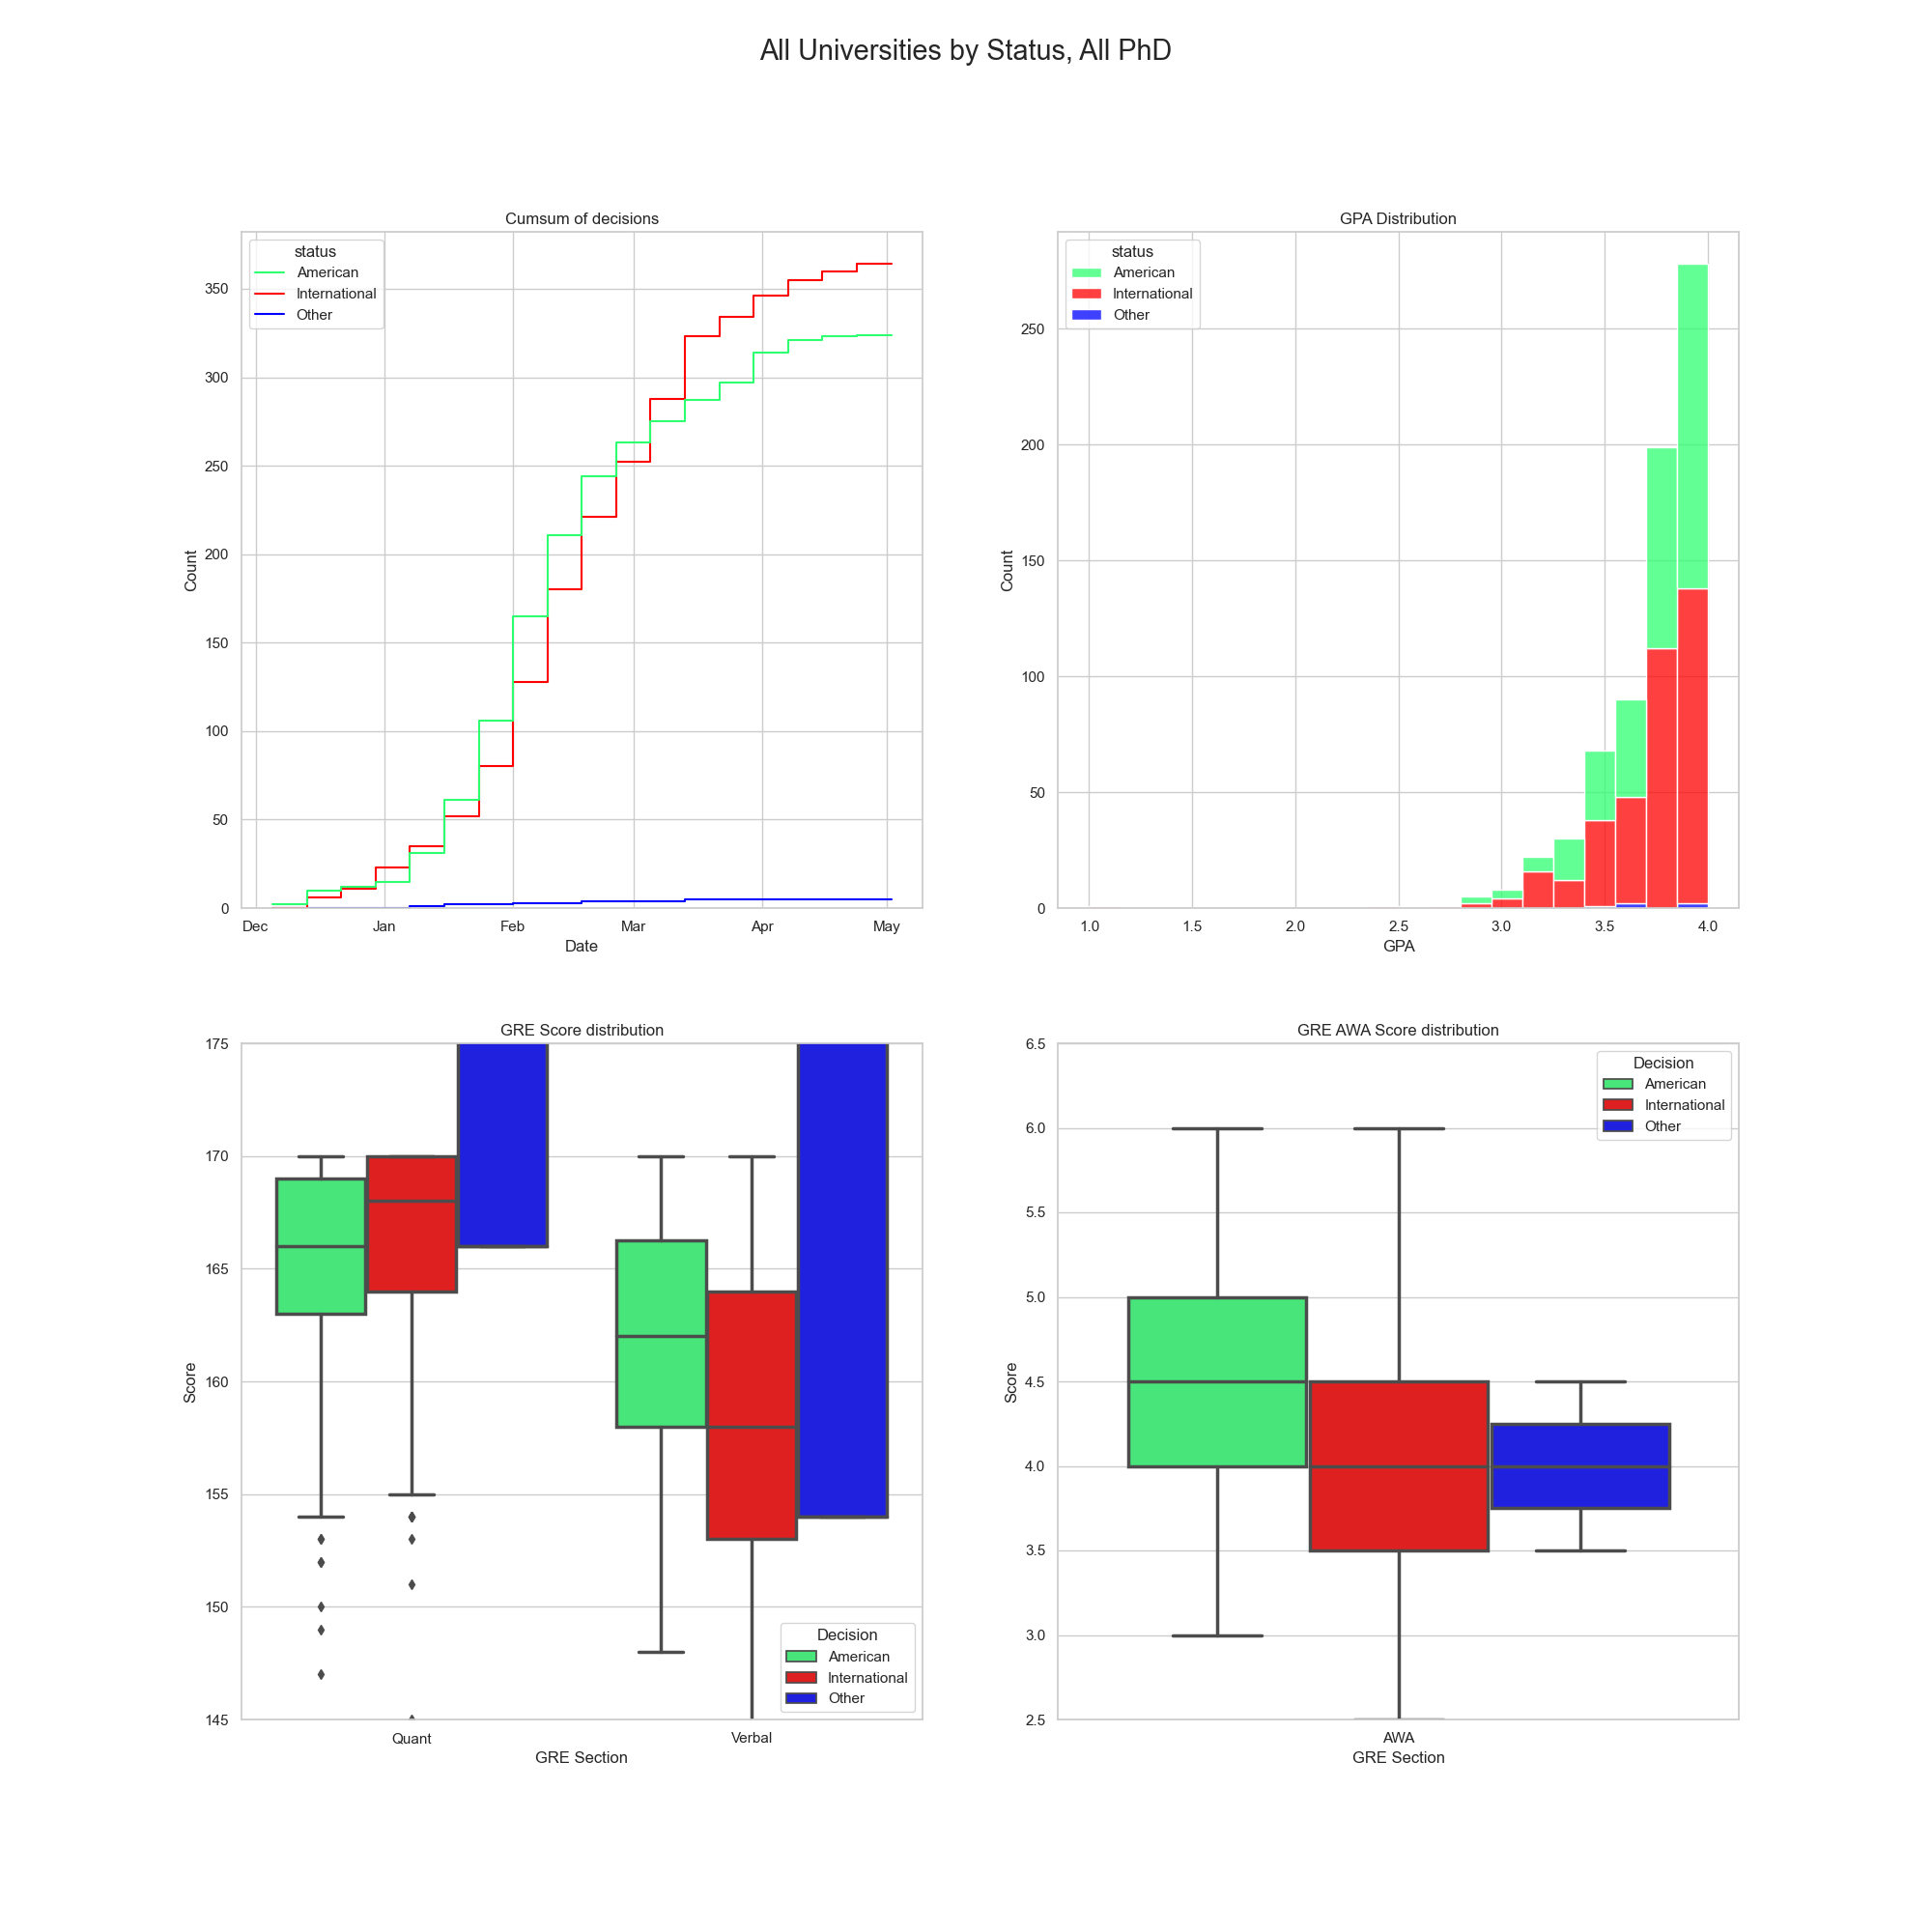 All Universities by Status, All PhD
Cumsum of decisions
status
American
International
Other
Count
350
300
250
200
150
100
50
0
Dec Jan Feb Mar Apr May
Date
GPA Distribution
status
American
International
Other
Count
250
200
150
100
50
0
1.0 1.5 2.0 2.5 3.0 3.5 4.0
GPA
GRE Score distribution
Score
175
170
165
160
155
150
145
Decision
American
International
Other
Quant Verbal
GRE Section
GRE AWA Score distribution
Score
6.5
6.0
5.5
5.0
4.5
4.0
3.5
3.0
2.5
Decision
American
International
Other
AWA
GRE Section